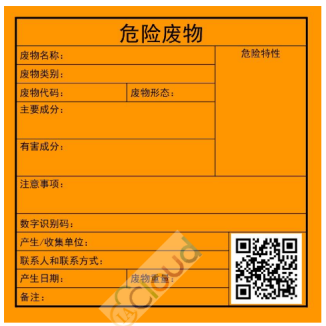 危险废物
废物名称：
危险特性
废物类别：
废物代码： 废物形态：
主要成分：
有害成分：
注意事项：
数字识别码：
产生/收集单位：
联系人和联系方式：
产生日期： 废物重量：
备注：
Cloud